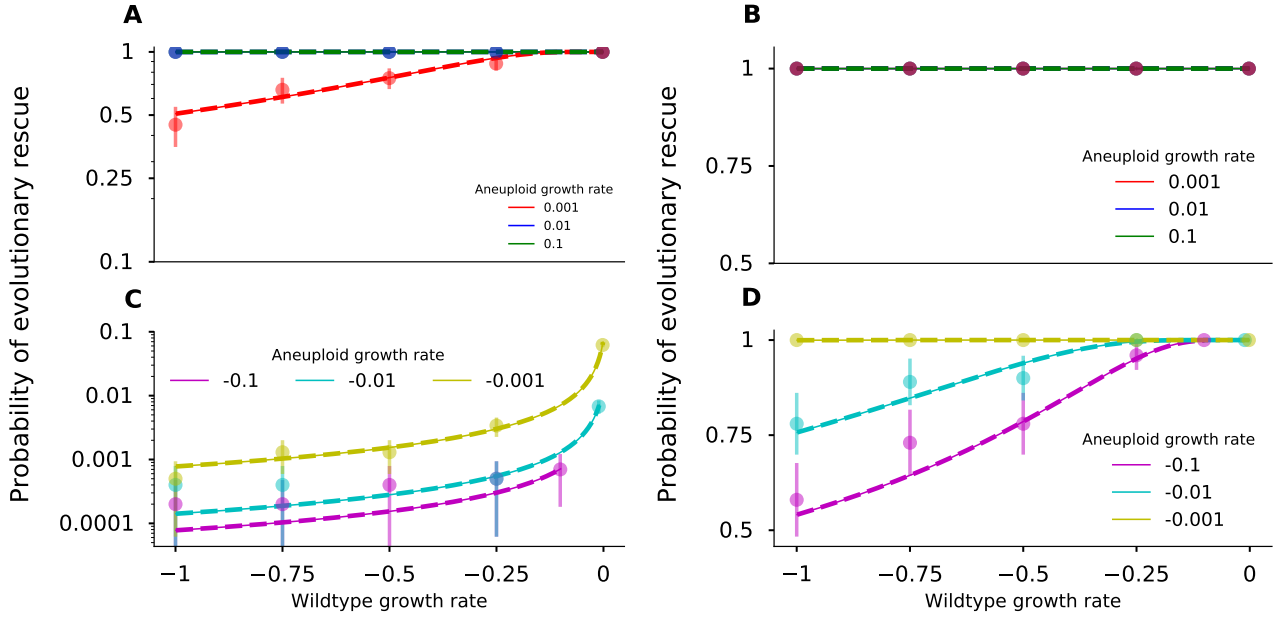 A
Probability of evolutionary rescue
1
0.5
0.25
0.1
Aneuploid growth rate
0.001
0.01
0.1
B
Probability of evolutionary rescue
1
0.75
0.5
Aneuploid growth rate
0.001
0.01
0.1
C
0.1
0.01
0.001
0.0001
Aneuploid growth rate
-0.1 -0.01 -0.001
−1 −0.75 −0.5 −0.25 0
Wildtype growth rate
D
1
0.75
0.5
Aneuploid growth rate
-0.1
-0.01
-0.001
−1 −0.75 −0.5 −0.25 0
Wildtype growth rate